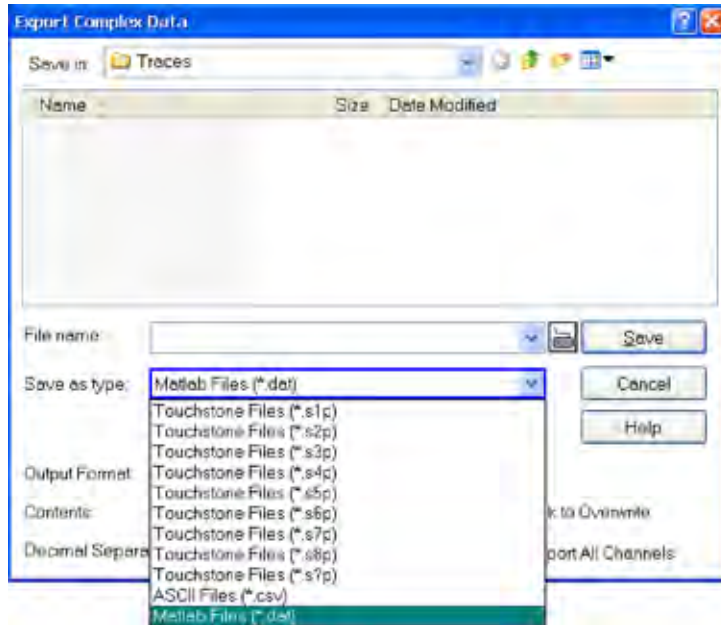 Export Complex Data
Save in: Traces
Name Size Date Modified
File name:
Save
Save as type: Matlab Files (*.dat)
Cancel
Touchstone Files (*.s1p)
Touchstone Files (*.s2p)
Help
Touchstone Files (*.s3p)
Touchstone Files (*.s4p)
Output Format
Touchstone Files (*.s5p)
Touchstone Files (*.s6p)
Contents: k to Overwrite
Touchstone Files (*.s7p)
Touchstone Files (*.s8p)
Decimal Separa port All Channels
Touchstone Files (*.s?p)
ASCII Files (*.csv)
Matlab Files (*.dat)